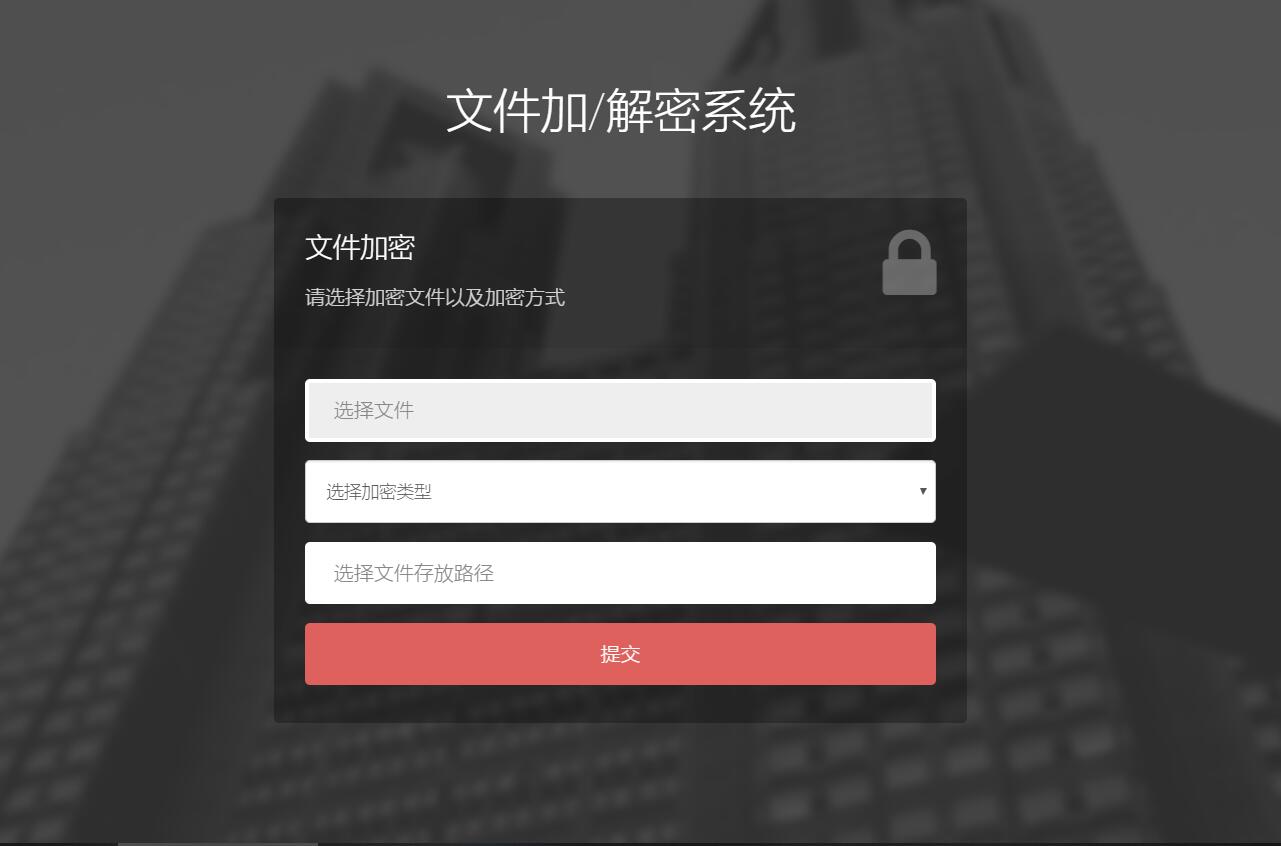 文件加/解密系统
文件加密
请选择加密文件以及加密方式
选择文件
选择加密类型
选择文件存放路径
提交